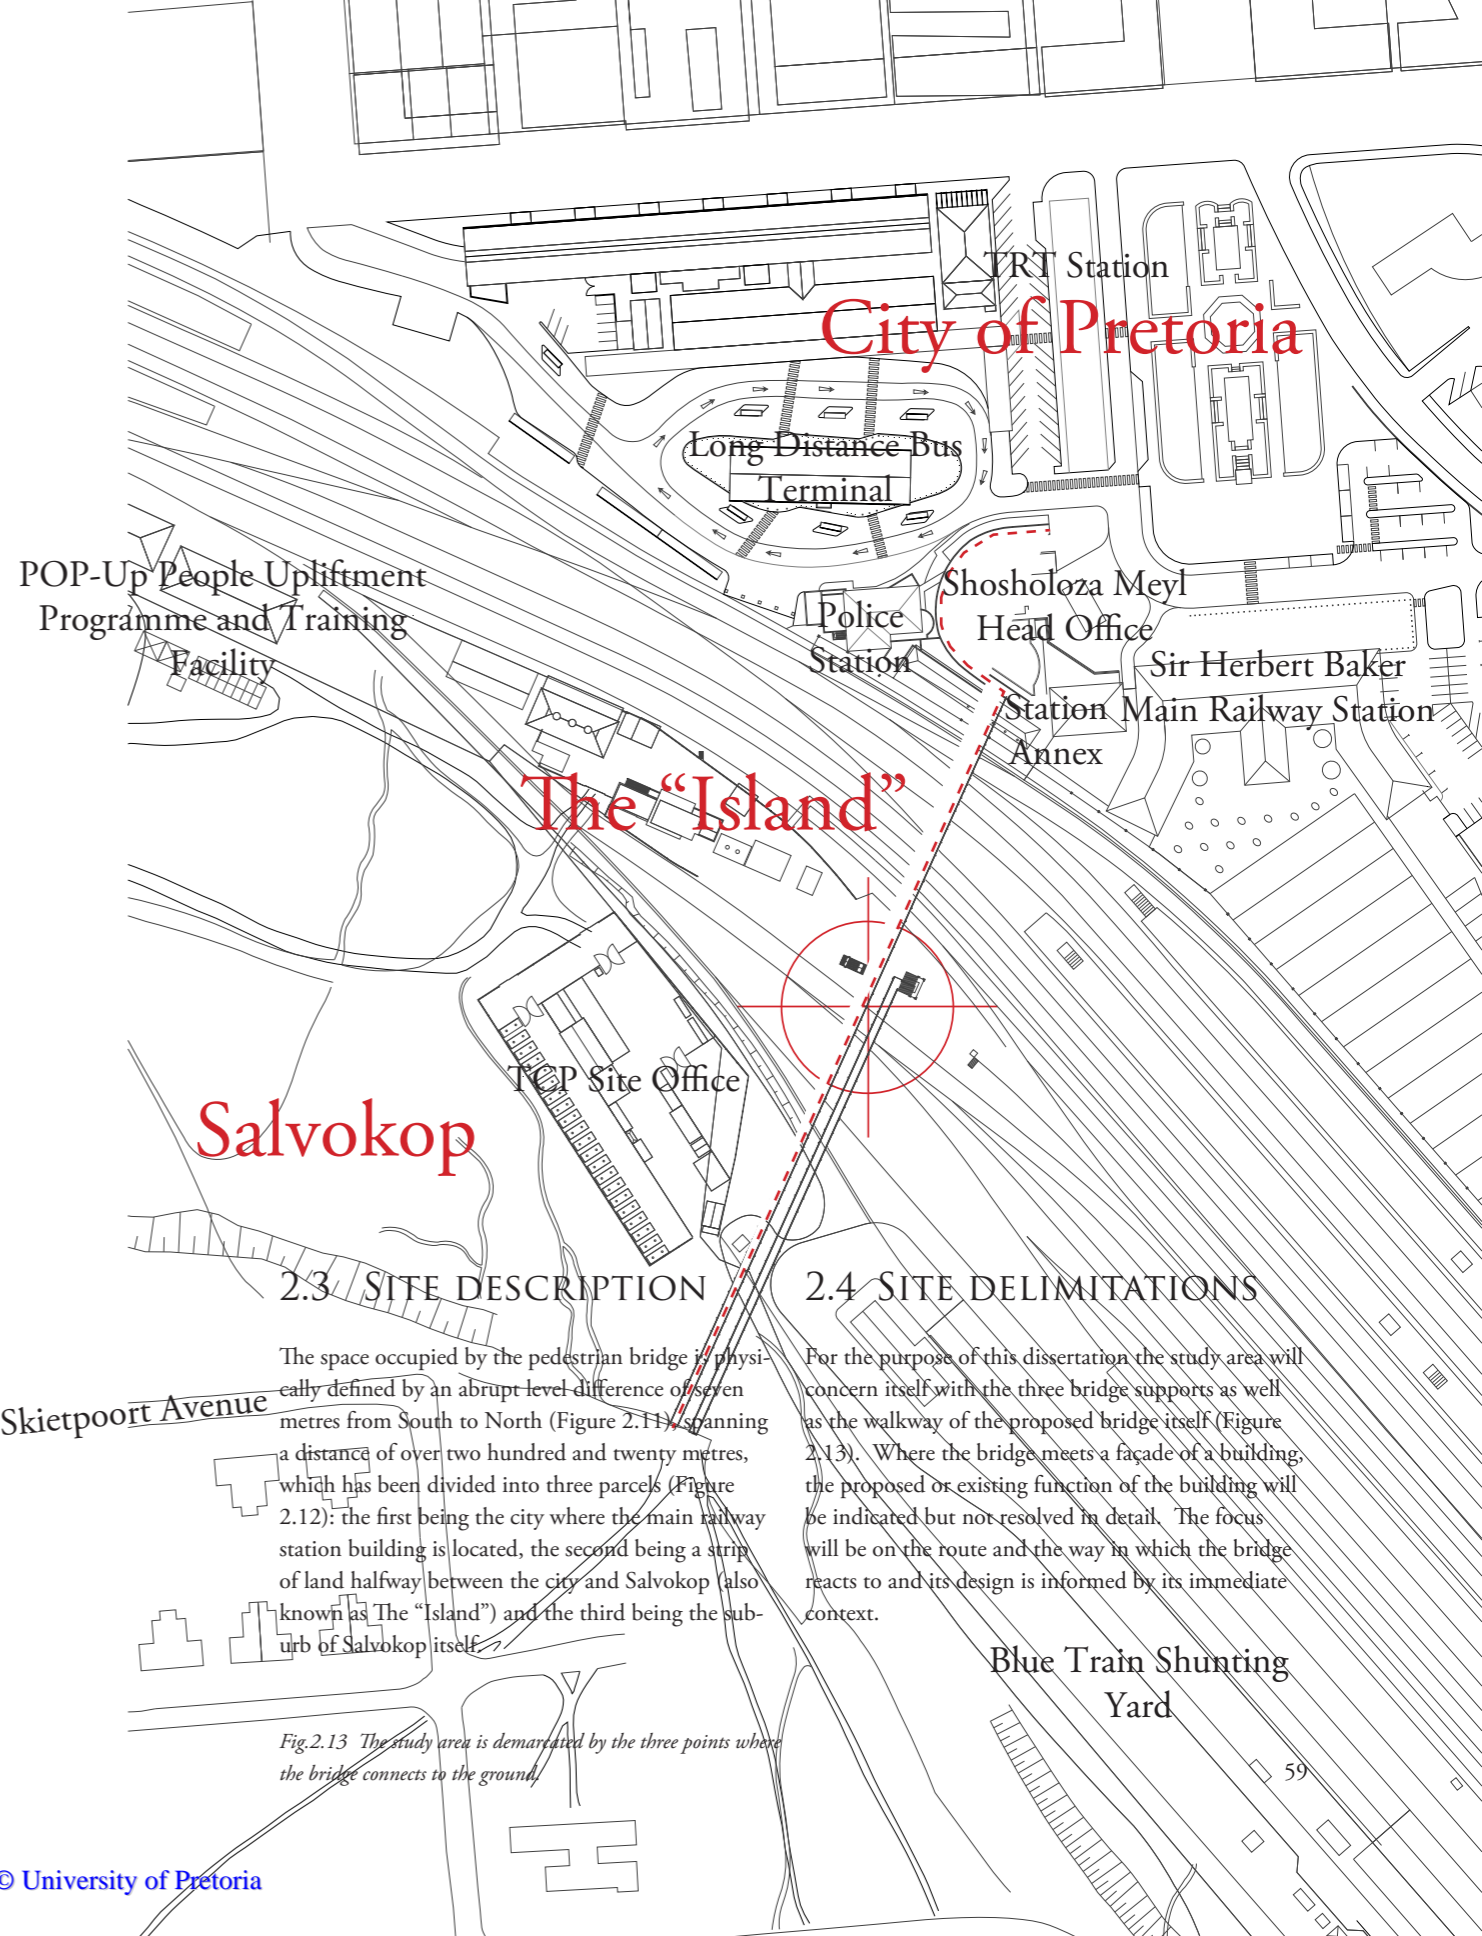 TRT Station
City of Pretoria
Long Distance Bus
Terminal
POP-Up People Upliftment
Programme and Training
Facility
Police
Station
Shosholoza Meyl
Head Office
Sir Herbert Baker
Main Railway Station
Station
Annex
The “Island”
TCP Site Office
Salvokop
Skietpoort Avenue
2.3 Site description
The space occupied by the pedestrian bridge is physi-
cally defined by an abrupt level difference of seven
metres from South to North (Figure 2.11), spanning
a distance of over two hundred and twenty metres,
which has been divided into three parcels (Figure
2.12): the first being the city where the main railway
station building is located, the second being a strip
of land halfway between the city and Salvokop (also
known as The “Island”) and the third being the sub-
urb of Salvokop itself.
2.4 Site delimitations
For the purpose of this dissertation the study area will
concern itself with the three bridge supports as well
as the walkway of the proposed bridge itself (Figure
2.13). Where the bridge meets a façade of a building,
the proposed or existing function of the building will
be indicated but not resolved in detail. The focus
will be on the route and the way in which the bridge
reacts to and its design is informed by its immediate
context.
Blue Train Shunting
Yard
Fig.2.13 The study area is demarcated by the three points where
the bridge connects to the ground.
59
© University of Pretoria